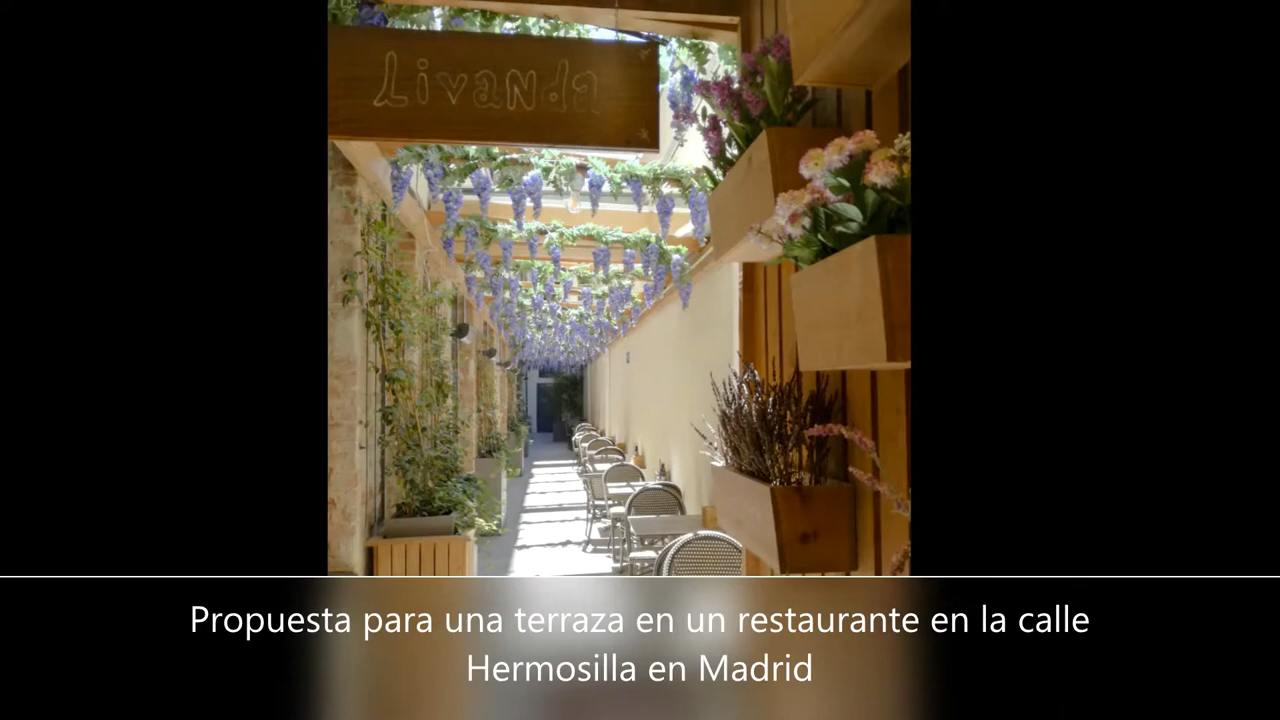 Livanda
Propuesta para una terraza en un restaurante en la calle
Hermosilla en Madrid